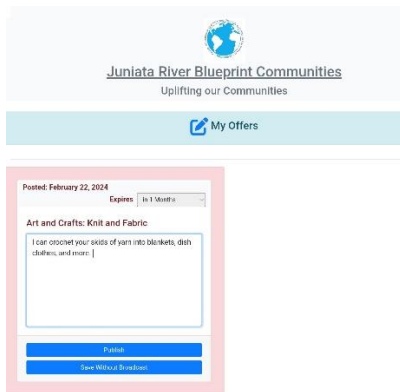 Juniata River Blueprint Communities
Uplifting our Communities
My Offers
Posted: February 22, 2024
Expires In 1 Months
Art and Crafts: Knit and Fabric
I can crochet your skids of yarn into blankets, dish
clothes, and more.
Publish
Save Without Broadcast